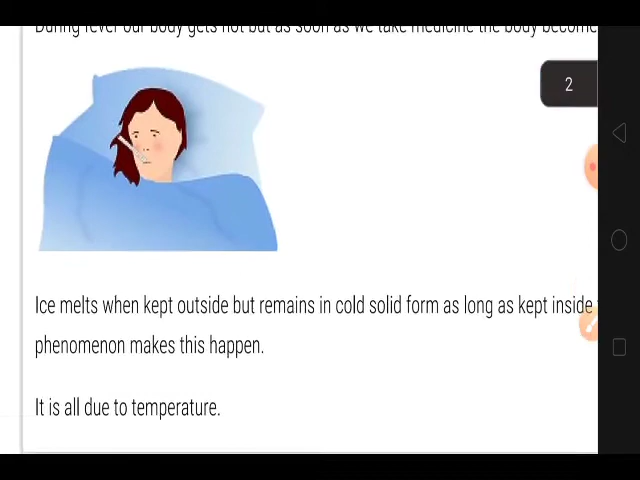 During fever our body gets hot but as soon as we take medicine the body become
2
Ice melts when kept outside but remains in cold solid form as long as kept inside
phenomenon makes this happen.
It is all due to temperature.